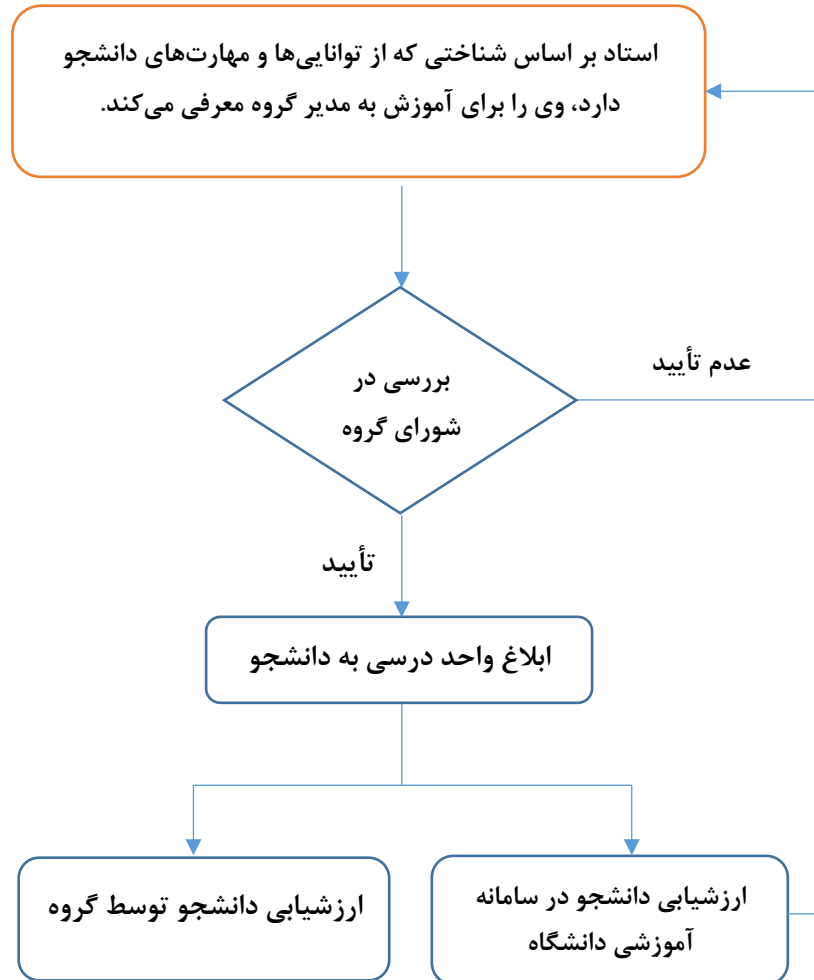 استاد بر اساس شناختی که از توانایی‌ها و مهارت‌های دانشجو
دارد، وی را برای آموزش به مدیر گروه معرفی می‌کند.
بررسی در
شورای گروه
عدم تأیید
تأیید
ابلاغ واحد درسی به دانشجو
ارزشیابی دانشجو در سامانه
آموزشی دانشگاه
ارزشیابی دانشجو توسط گروه